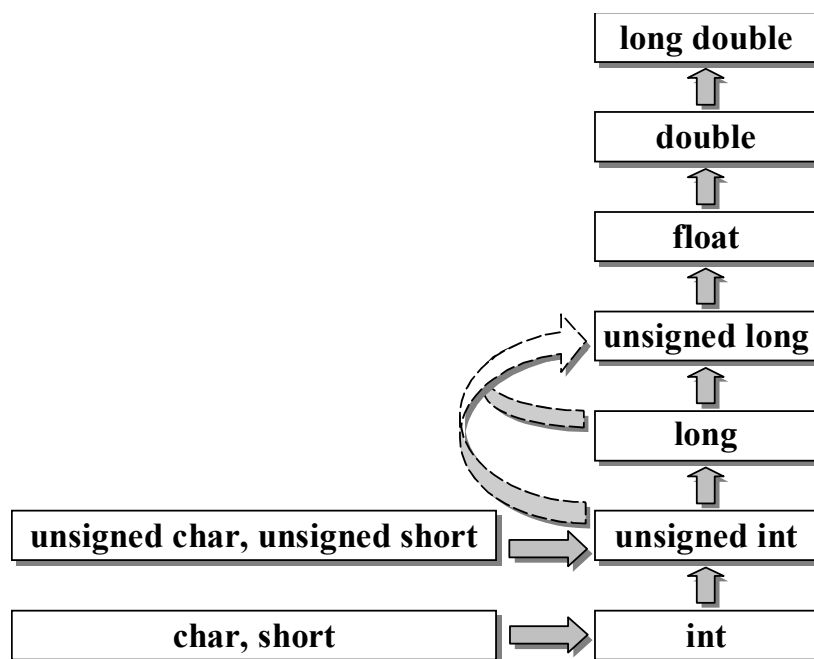 long double
double
float
unsigned long
long
unsigned char, unsigned short
unsigned int
char, short
int